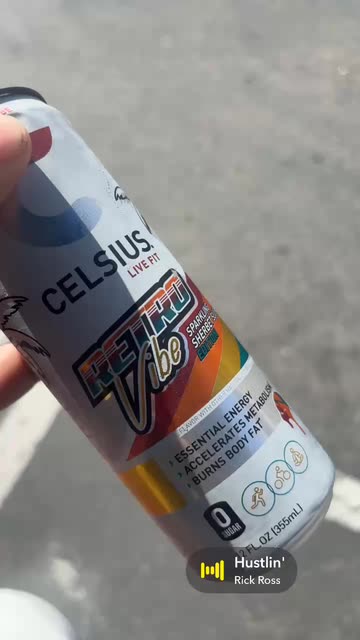 CELSIUS.
LIVE FIT
RETRO
Vibe
SPARKLING
SHERBET
› ESSENTIAL ENERGY
› ACCELERATES METABOLISM
› BURNS BODY FAT*
0
SUGAR
FL OZ (355mL)
Hustlin'
Rick Ross